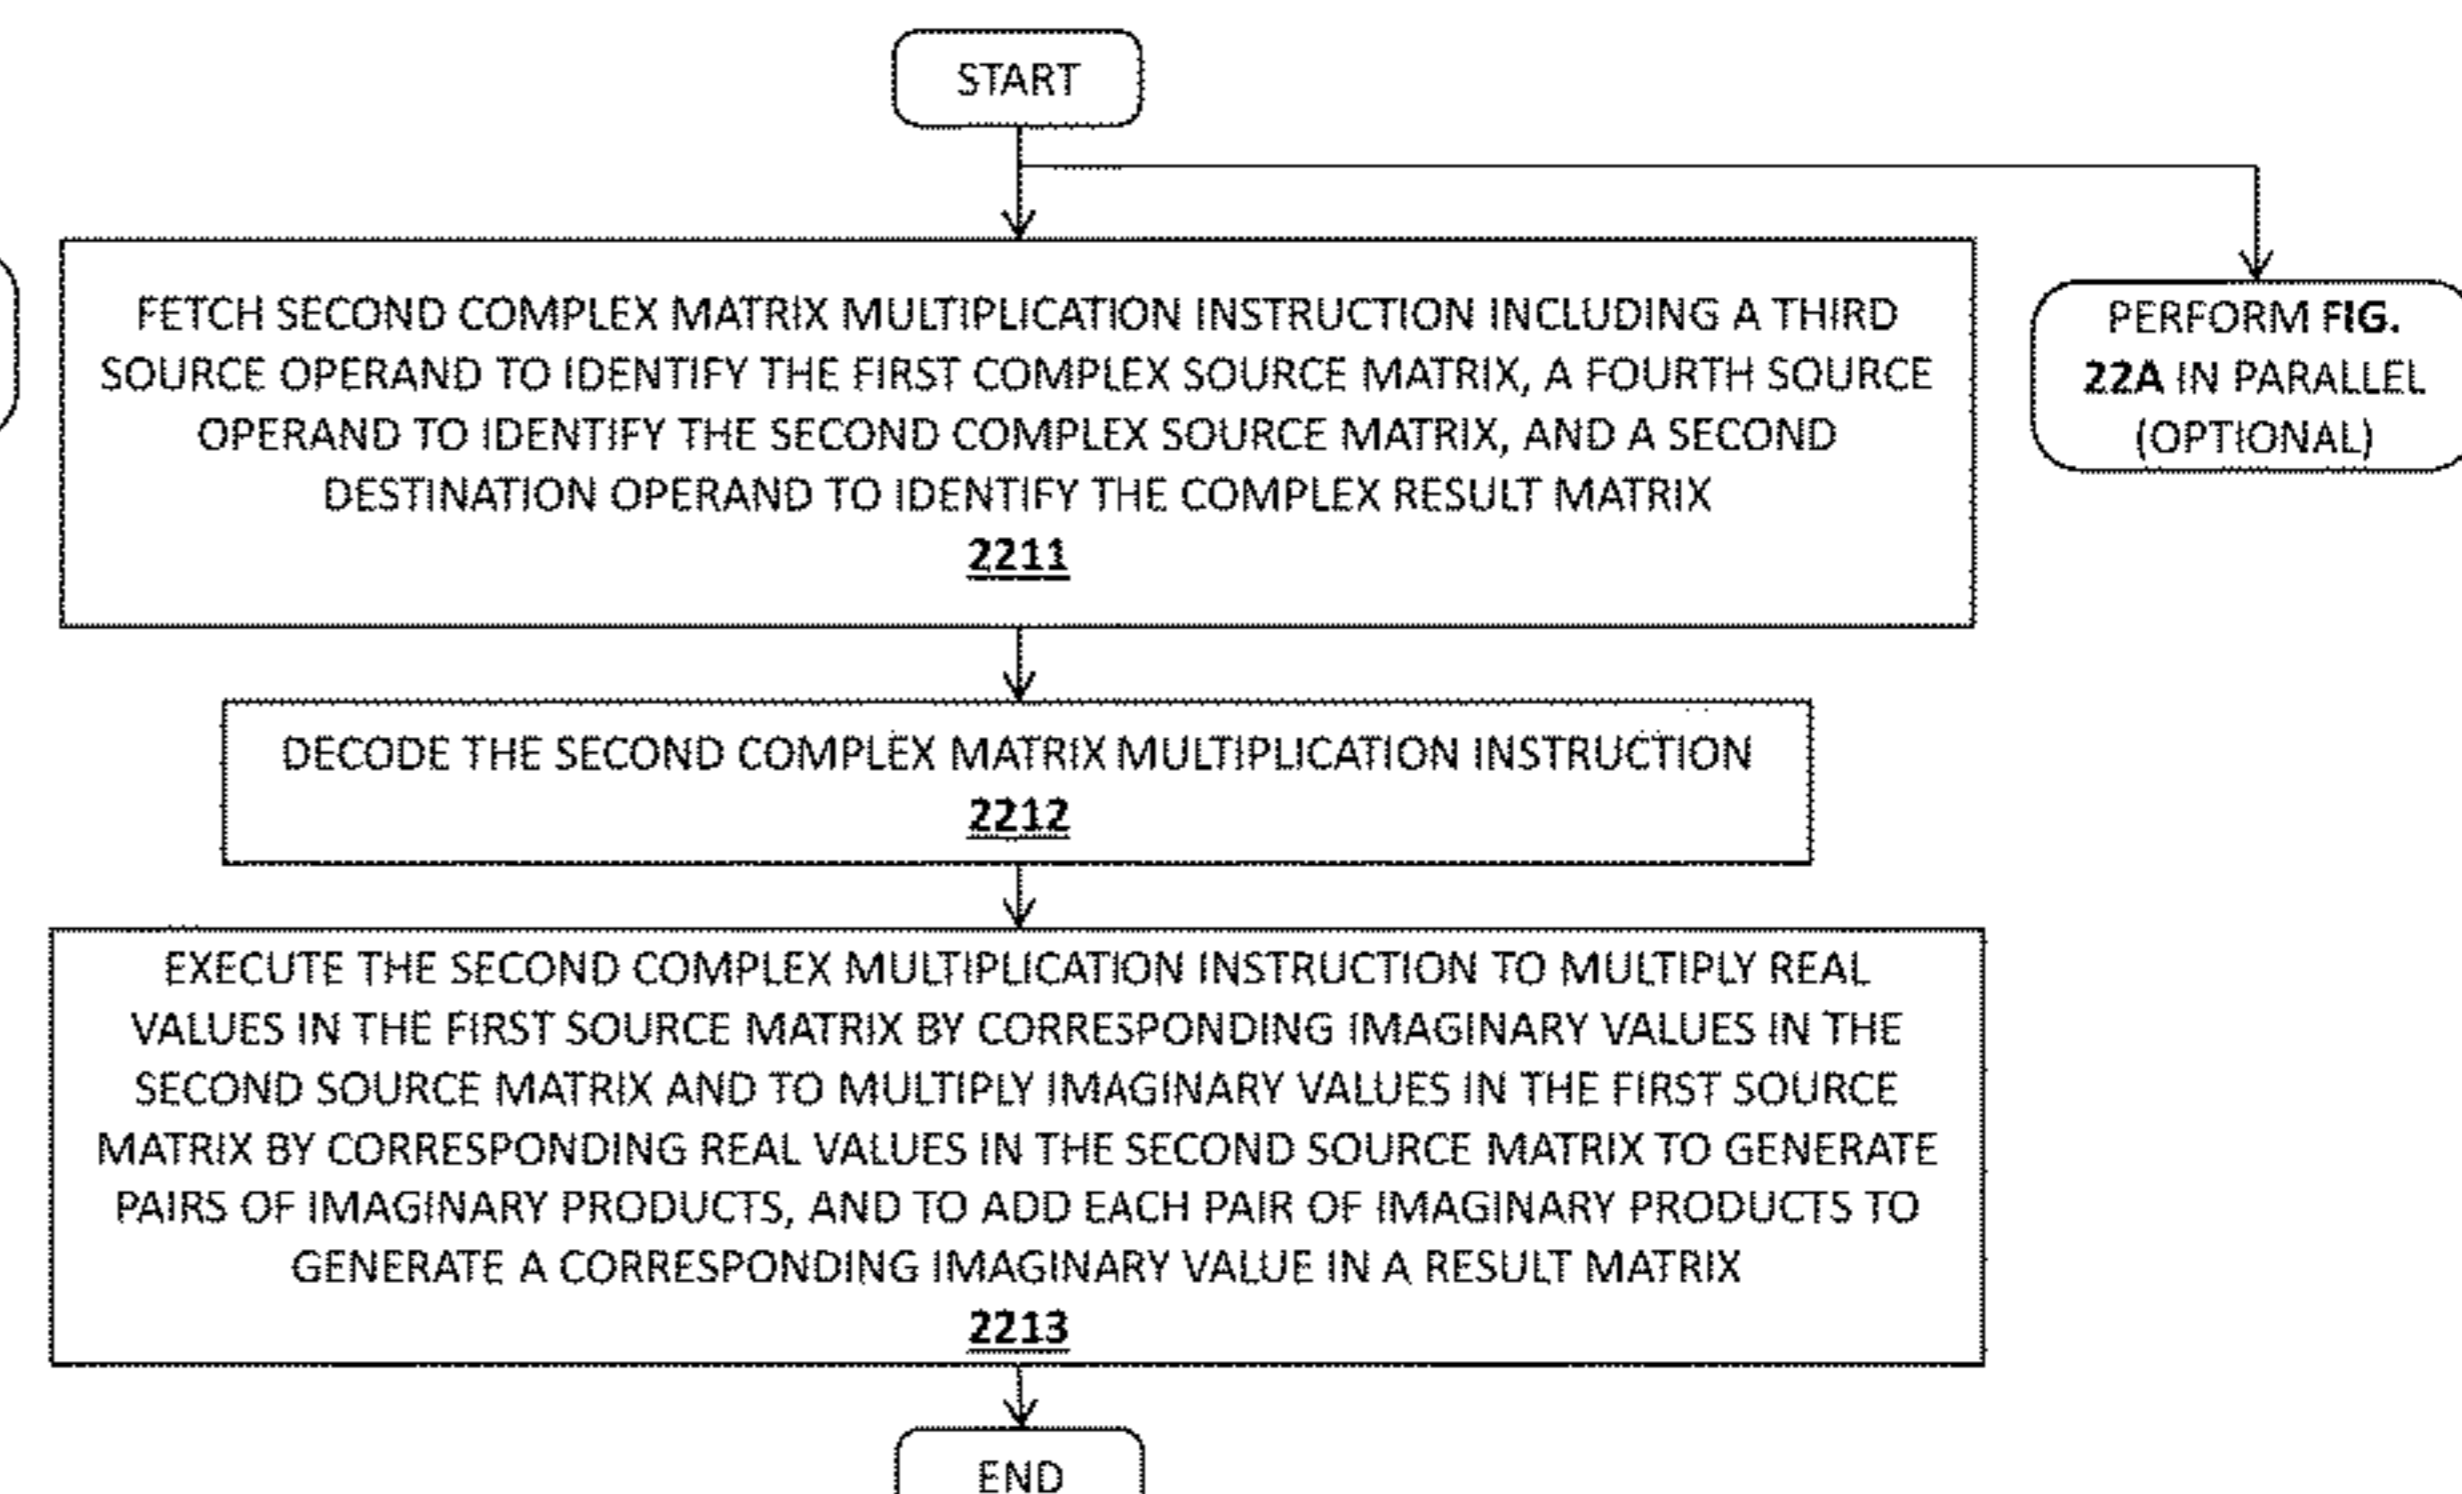 START
FETCH SECOND COMPLEX MATRIX MULTIPLICATION INSTRUCTION INCLUDING A THIRD
SOURCE OPERAND TO IDENTIFY THE FIRST COMPLEX SOURCE MATRIX, A FOURTH SOURCE
OPERAND TO IDENTIFY THE SECOND COMPLEX SOURCE MATRIX, AND A SECOND
DESTINATION OPERAND TO IDENTIFY THE COMPLEX RESULT MATRIX
2211
PERFORM FIG.
22A IN PARALLEL
(OPTIONAL)
DECODE THE SECOND COMPLEX MATRIX MULTIPLICATION INSTRUCTION
2212
EXECUTE THE SECOND COMPLEX MULTIPLICATION INSTRUCTION TO MULTIPLY REAL
VALUES IN THE FIRST SOURCE MATRIX BY CORRESPONDING IMAGINARY VALUES IN THE
SECOND SOURCE MATRIX AND TO MULTIPLY IMAGINARY VALUES IN THE FIRST SOURCE
MATRIX BY CORRESPONDING REAL VALUES IN THE SECOND SOURCE MATRIX TO GENERATE
PAIRS OF IMAGINARY PRODUCTS, AND TO ADD EACH PAIR OF IMAGINARY PRODUCTS TO
GENERATE A CORRESPONDING IMAGINARY VALUE IN A RESULT MATRIX
2213
END